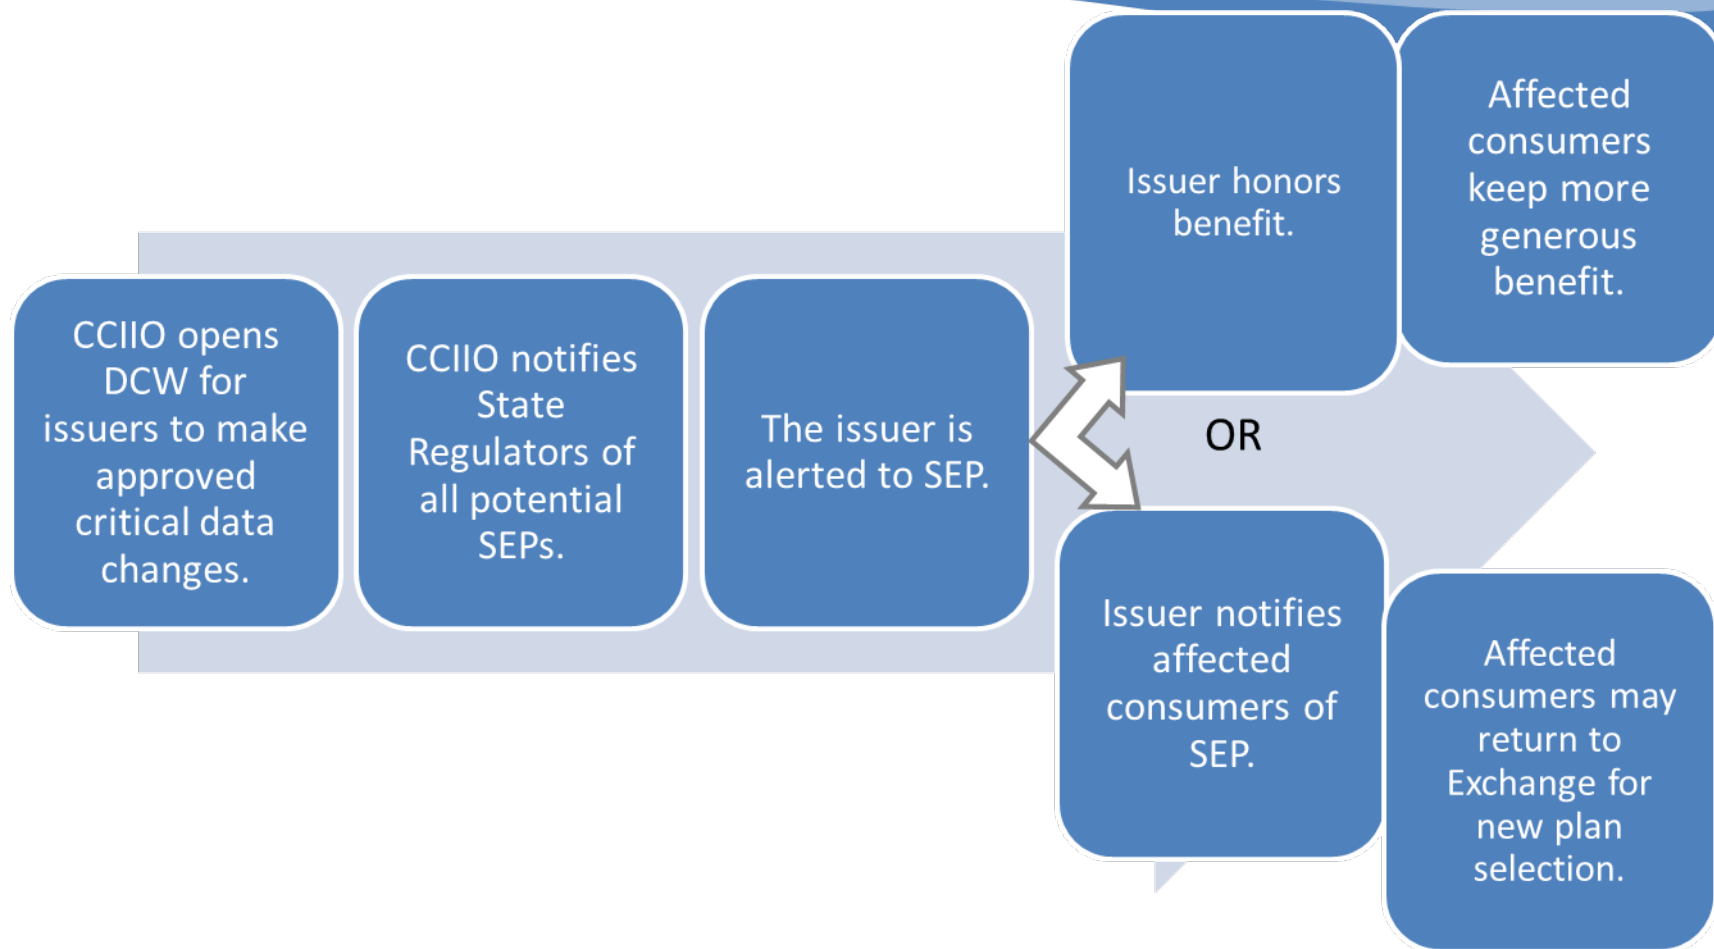 CCIIO opens
DCW for
issuers to make
approved
critical data
changes.
CCIIO notifies
State
Regulators of
all potential
SEPs.
The issuer is
alerted to SEP.
Issuer honors
benefit.
Affected
consumers
keep more
generous
benefit.
OR
Issuer notifies
affected
consumers of
SEP.
Affected
consumers may
return to
Exchange for
new plan
selection.